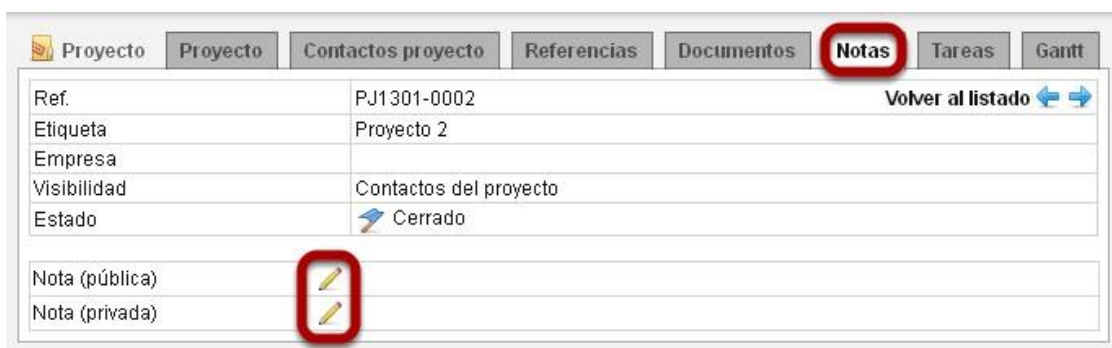 Proyecto Proyecto Contactos proyecto Referencias Documentos Notas Tareas Gantt
Ref. PJ1301-0002 Volver al listado
Etiqueta Proyecto 2
Empresa
Visibilidad Contactos del proyecto
Estado Cerrado
Nota (pública)
Nota (privada)